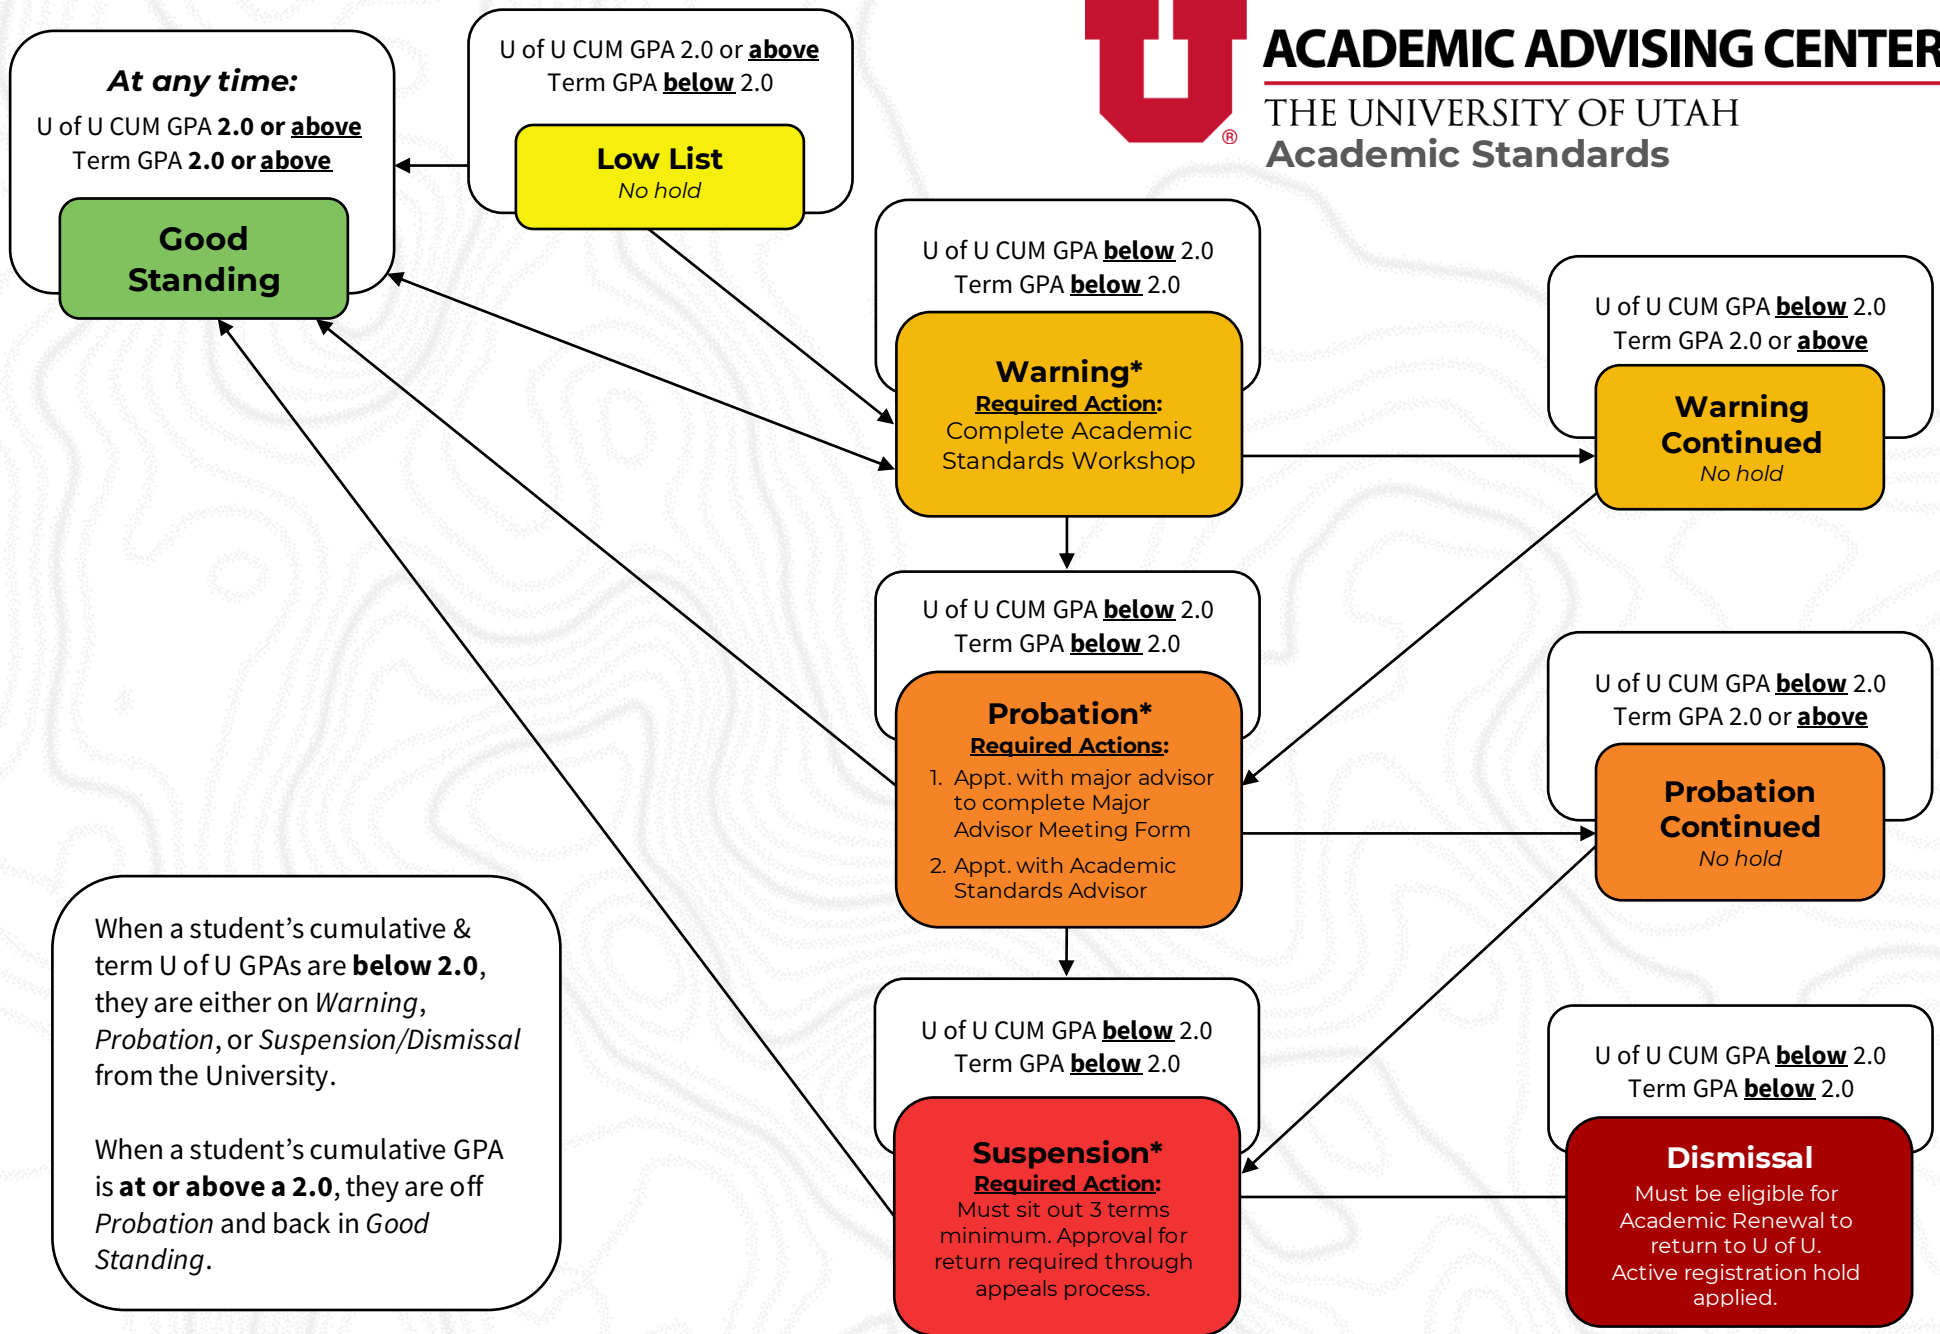 ACADEMIC ADVISING CENTER
THE UNIVERSITY OF UTAH
®
Academic Standards
At any time:
U of U CUM GPA 2.0 or above
Term GPA 2.0 or above
Good
Standing
U of U CUM GPA 2.0 or above
Term GPA below 2.0
Low List
No hold
U of U CUM GPA below 2.0
Term GPA below 2.0
Warning*
Required Action:
Complete Academic
Standards Workshop
U of U CUM GPA below 2.0
Term GPA 2.0 or above
Warning
Continued
No hold
U of U CUM GPA below 2.0
Term GPA below 2.0
Probation*
Required Actions:
1. Appt. with major advisor
to complete Major
Advisor Meeting Form
2. Appt. with Academic
Standards Advisor
U of U CUM GPA below 2.0
Term GPA 2.0 or above
Probation
Continued
No hold
When a student’s cumulative &
term U of U GPAs are below 2.0,
they are either on Warning,
Probation, or Suspension/Dismissal
from the University.
When a student’s cumulative GPA
is at or above a 2.0, they are off
Probation and back in Good
Standing.
U of U CUM GPA below 2.0
Term GPA below 2.0
Suspension*
Required Action:
Must sit out 3 terms
minimum. Approval for
return required through
appeals process.
U of U CUM GPA below 2.0
Term GPA below 2.0
Dismissal
Must be eligible for
Academic Renewal to
return to U of U.
Active registration hold
applied.